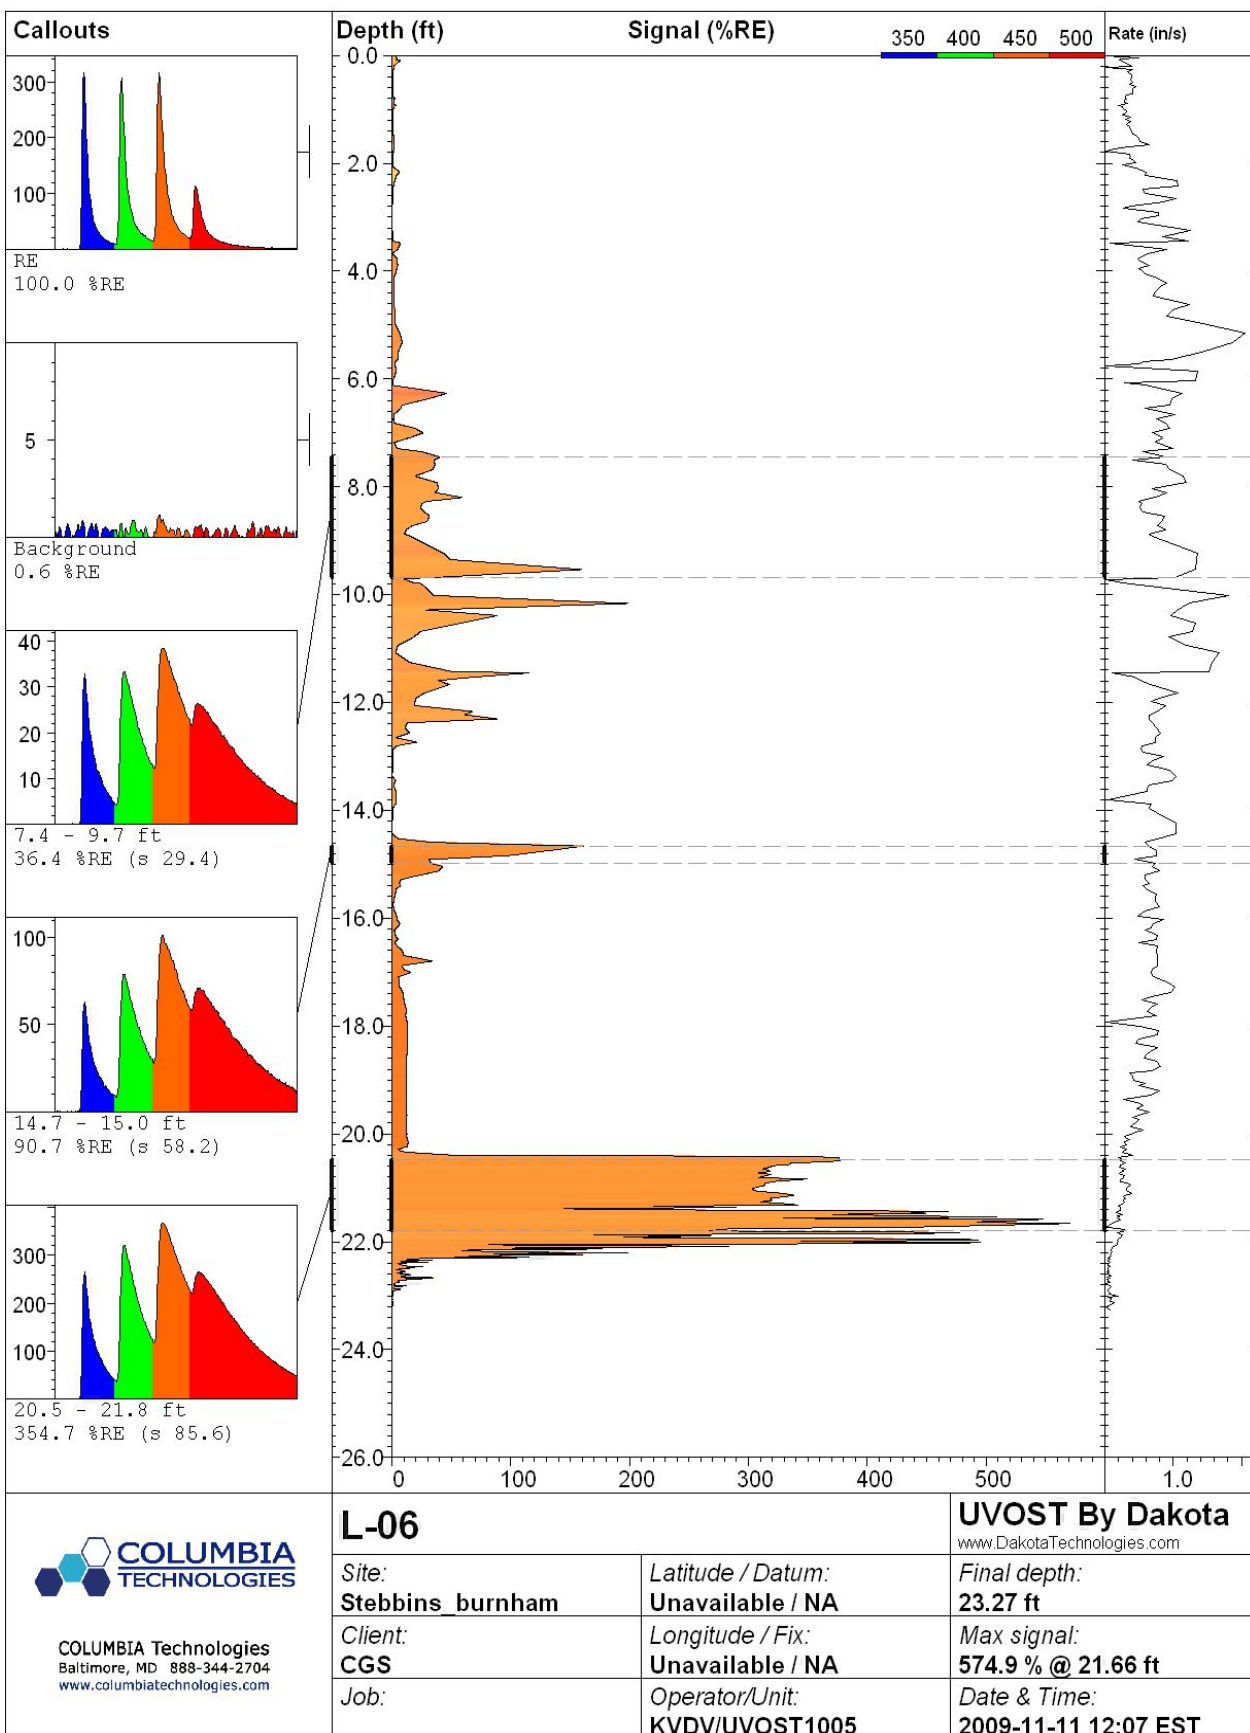 Callouts
Depth (ft)
Signal (%RE)
350 400 450 500
Rate (in/s)
300
200
100
RE
100.0 %RE
5
Background
0.6 %RE
40
30
20
10
7.4 - 9.7 ft
36.4 %RE (s 29.4)
100
50
14.7 - 15.0 ft
90.7 %RE (s 58.2)
300
200
100
20.5 - 21.8 ft
354.7 %RE (s 85.6)
0.0
2.0
4.0
6.0
8.0
10.0
12.0
14.0
16.0
18.0
20.0
22.0
24.0
26.0
0 100 200 300 400 500
1.0
COLUMBIA
TECHNOLOGIES
COLUMBIA Technologies
Baltimore, MD 888-344-2704
www.columbiatechnologies.com
L-06
UVOST By Dakota
www.DakotaTechnologies.com
Site:
Stebbins_burnham
Latitude / Datum:
Unavailable / NA
Final depth:
23.27 ft
Client:
CGS
Longitude / Fix:
Unavailable / NA
Max signal:
574.9 % @ 21.66 ft
Job:
Operator/Unit:
KVDV/UVOST1005
Date & Time:
2009-11-11 12:07 EST